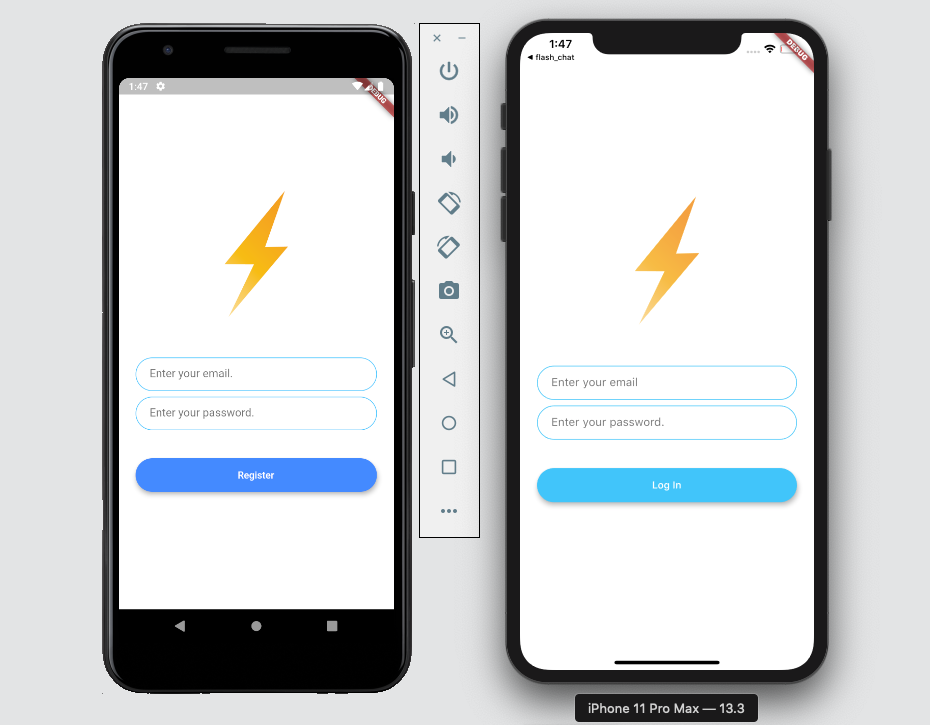 1:47
DEBUG
Enter your email.
Enter your password.
Register
1:47
flash_chat
DEBUG
Enter your email
Enter your password.
Log In
iPhone 11 Pro Max — 13.3